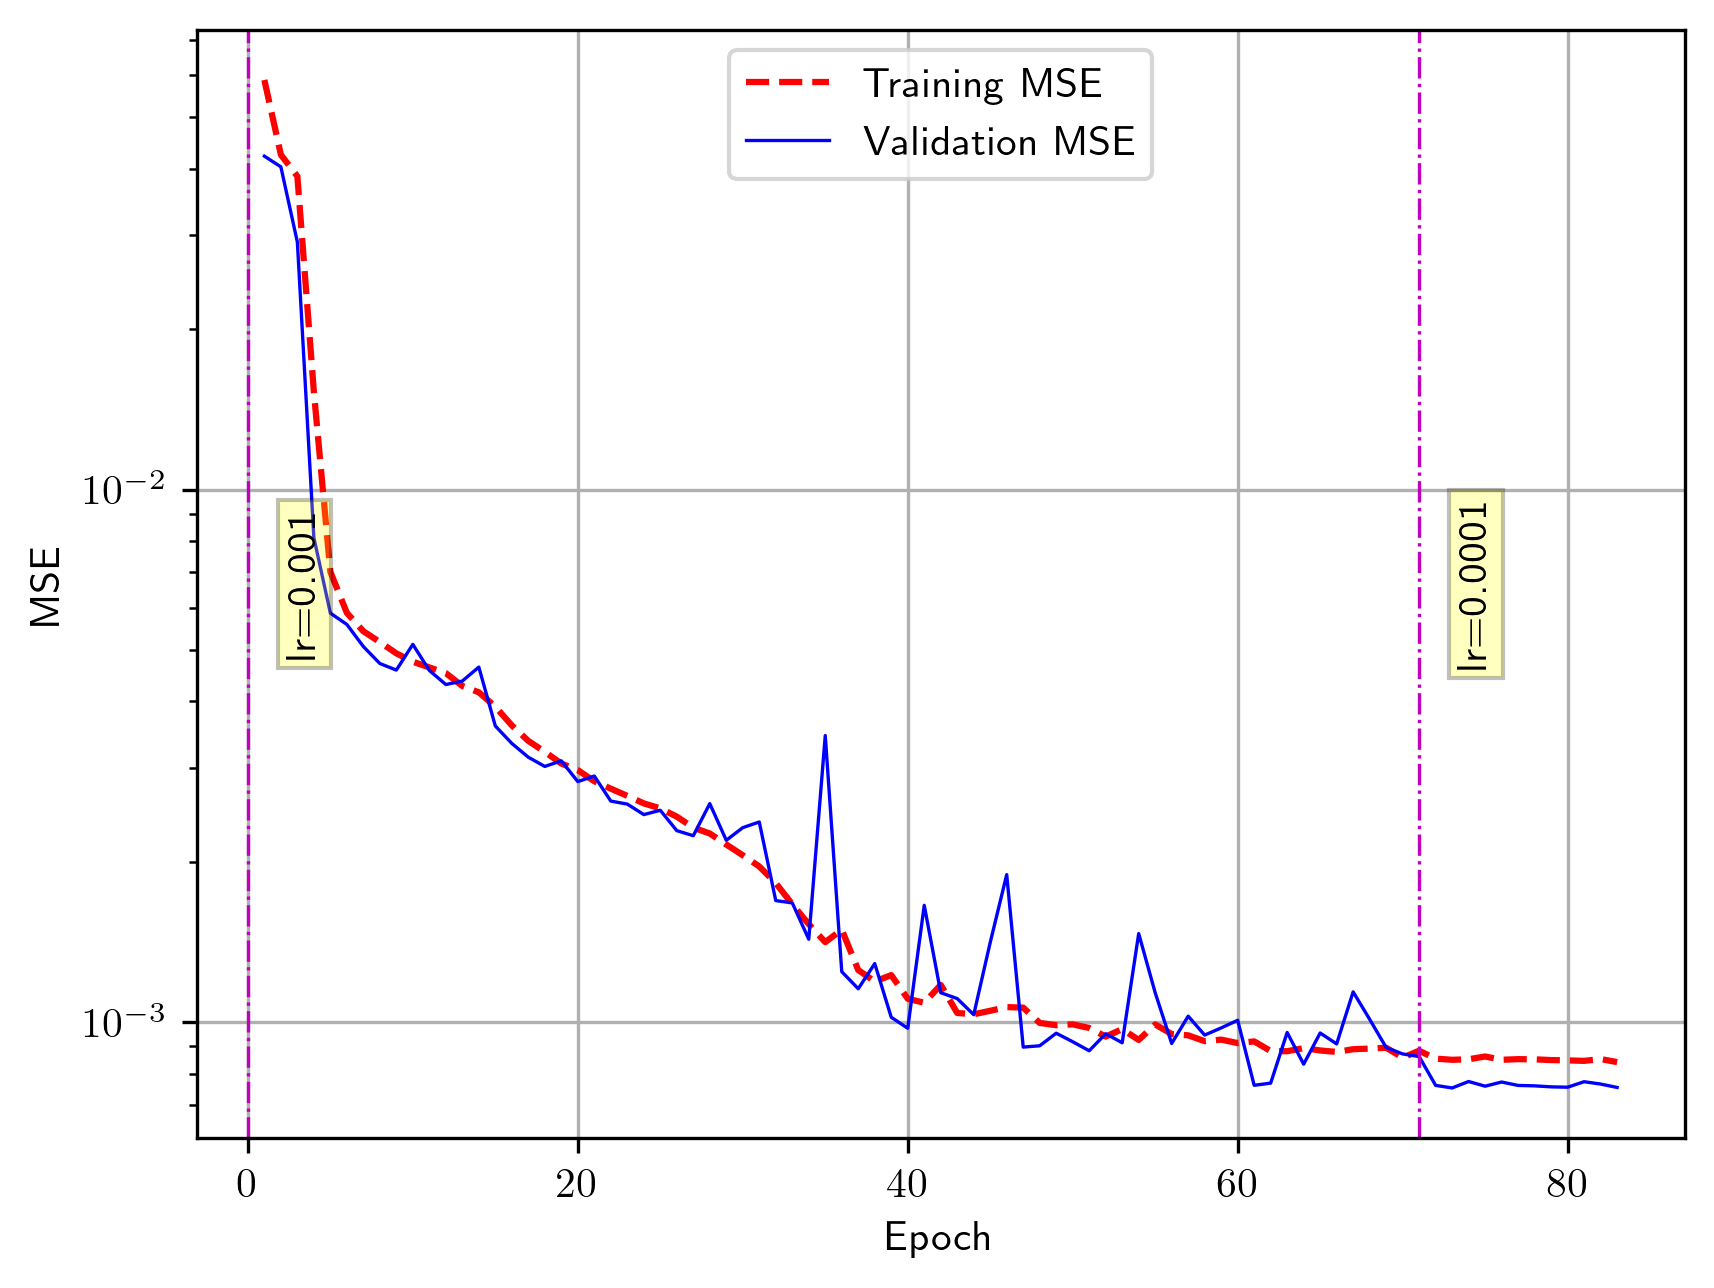 Training MSE
Validation MSE
10⁻²
10⁻³
MSE
lr=0.001
lr=0.0001
0 20 40 60 80
Epoch